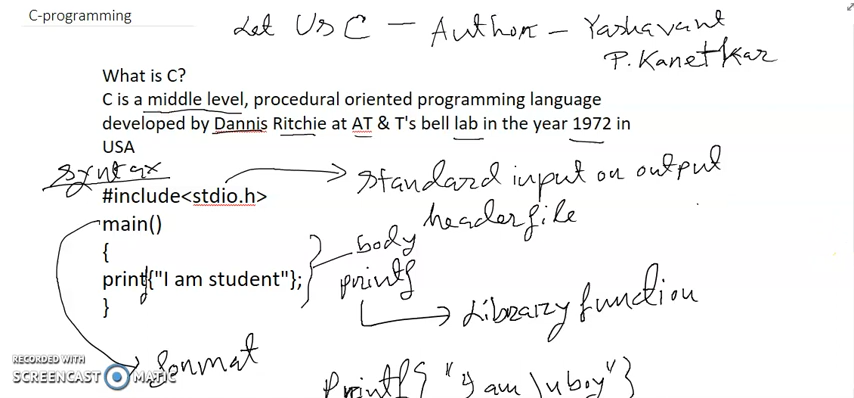 C-programming
Let Us C — Author — Yashavant
P. Kanetkar
What is C?
C is a middle level, procedural oriented programming language
developed by Dannis Ritchie at AT & T's bell lab in the year 1972 in
USA
Syntax
#include<stdio.h>
standard input or output
headerfile
main()
{
body
print{"I am student"};
printf
}
Library function
format
RECORDED WITH
SCREENCAST MATIC
printf{ "I am \n boy"}